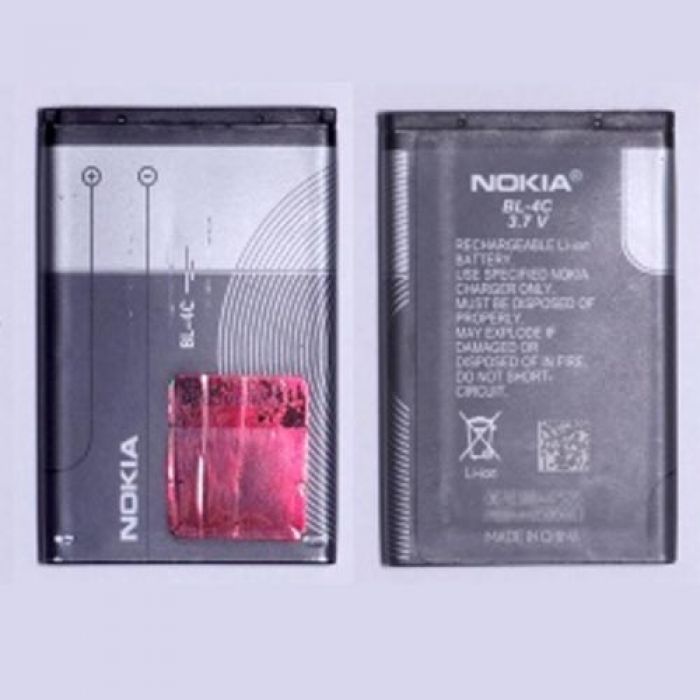 + -
BL-4C
NOKIA
NOKIA®
BL-4C
3.7 V
RECHARGEABLE Li-ion
BATTERY
USE SPECIFIED NOKIA
CHARGER ONLY.
MUST BE DISPOSED OF
PROPERLY.
MAY EXPLODE IF
DAMAGED OR
DISPOSED OF IN FIRE.
DO NOT SHORT-
CIRCUIT.
Li-ion
MADE IN CHINA